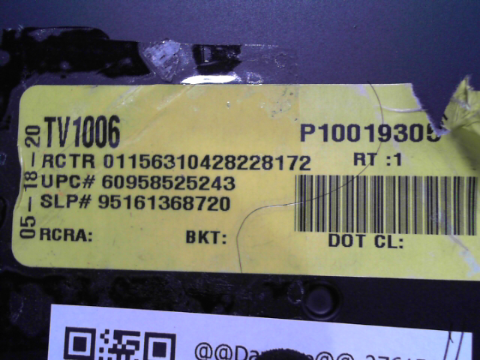 05-18-20
TV1006 P10019305
RCTR 01156310428228172 RT :1
UPC# 60958525243
SLP# 95161368720
RCRA: BKT: DOT CL: